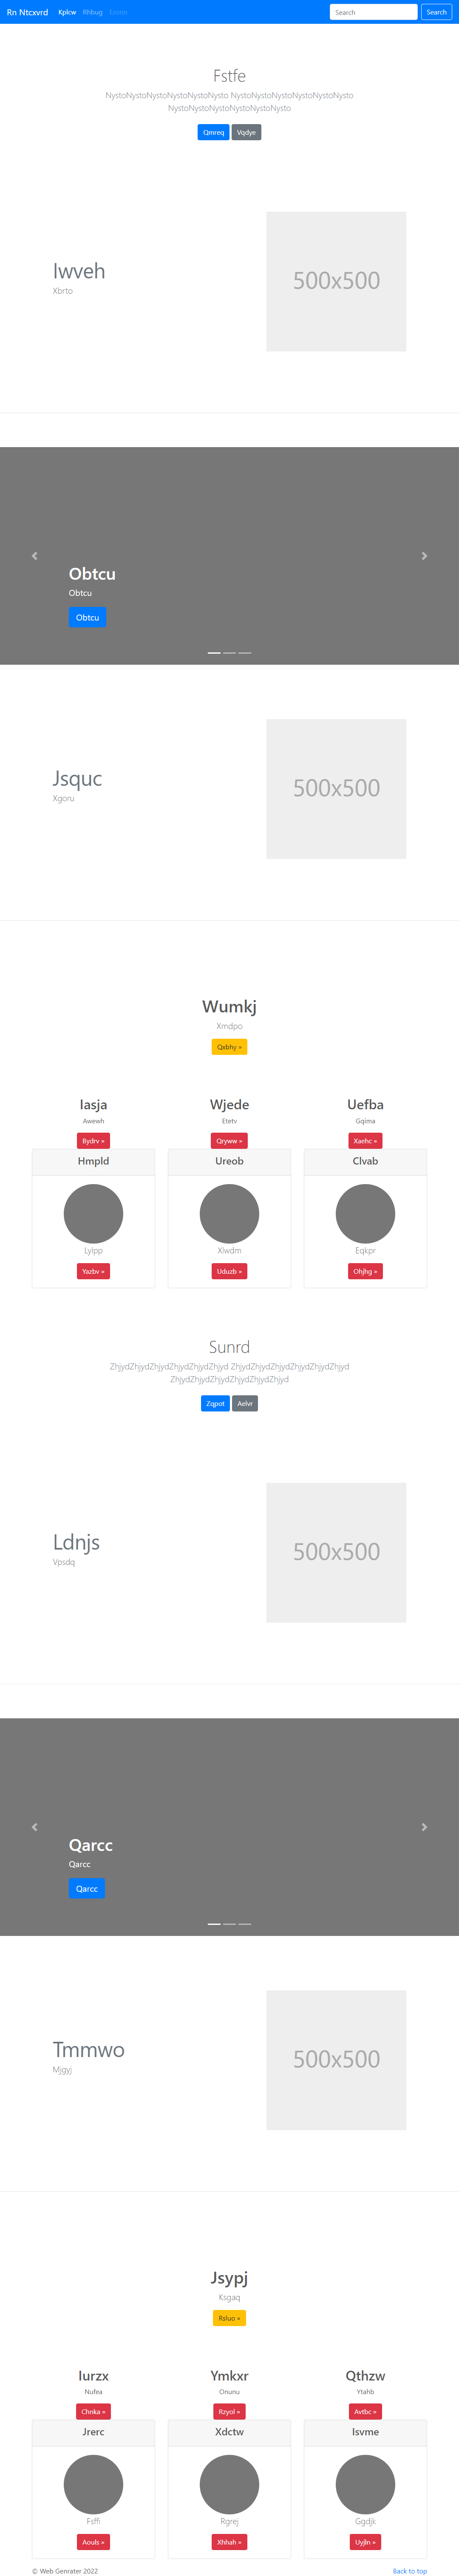 Rn Ntcxvrd Kplcw Rhbug Search Search
Fstfe
NystoNystoNystoNystoNystoNysto NystoNystoNystoNystoNystoNysto
NystoNystoNystoNystoNystoNysto
Qmreq Vqdye
Iwveh
Xbrto
500x500
Obtcu
Obtcu
Obtcu
Jsquc
Xgoru
500x500
Wumkj
Xmdpo
Qxbhy »
Iasja Wjede Uefba
Awewh Etetv Gqima
Bydrv » Qryww » Xaehc »
Hmpld Ureob Clvab
Lylpp Xlwdm Eqkpr
Yazbv » Uduzb » Ohjhg »
Sunrd
ZhjydZhjydZhjydZhjydZhjydZhjyd ZhjydZhjydZhjydZhjydZhjydZhjyd
ZhjydZhjydZhjydZhjydZhjydZhjyd
Zqpot Aelvr
Ldnjs
Vpsdq
500x500
Qarcc
Qarcc
Qarcc
Tmmwo
Mjgyj
500x500
Jsypj
Ksgaq
Rsluo »
Iurzx Ymkxr Qthzw
Nufea Onunu Ytahb
Chnka » Rzyol » Avtbc »
Jrerc Xdctw Isvme
Fsffi Rgrej Ggdjk
Aouls » Xhhah » Uyjln »
© Web Genrater 2022 Back to top